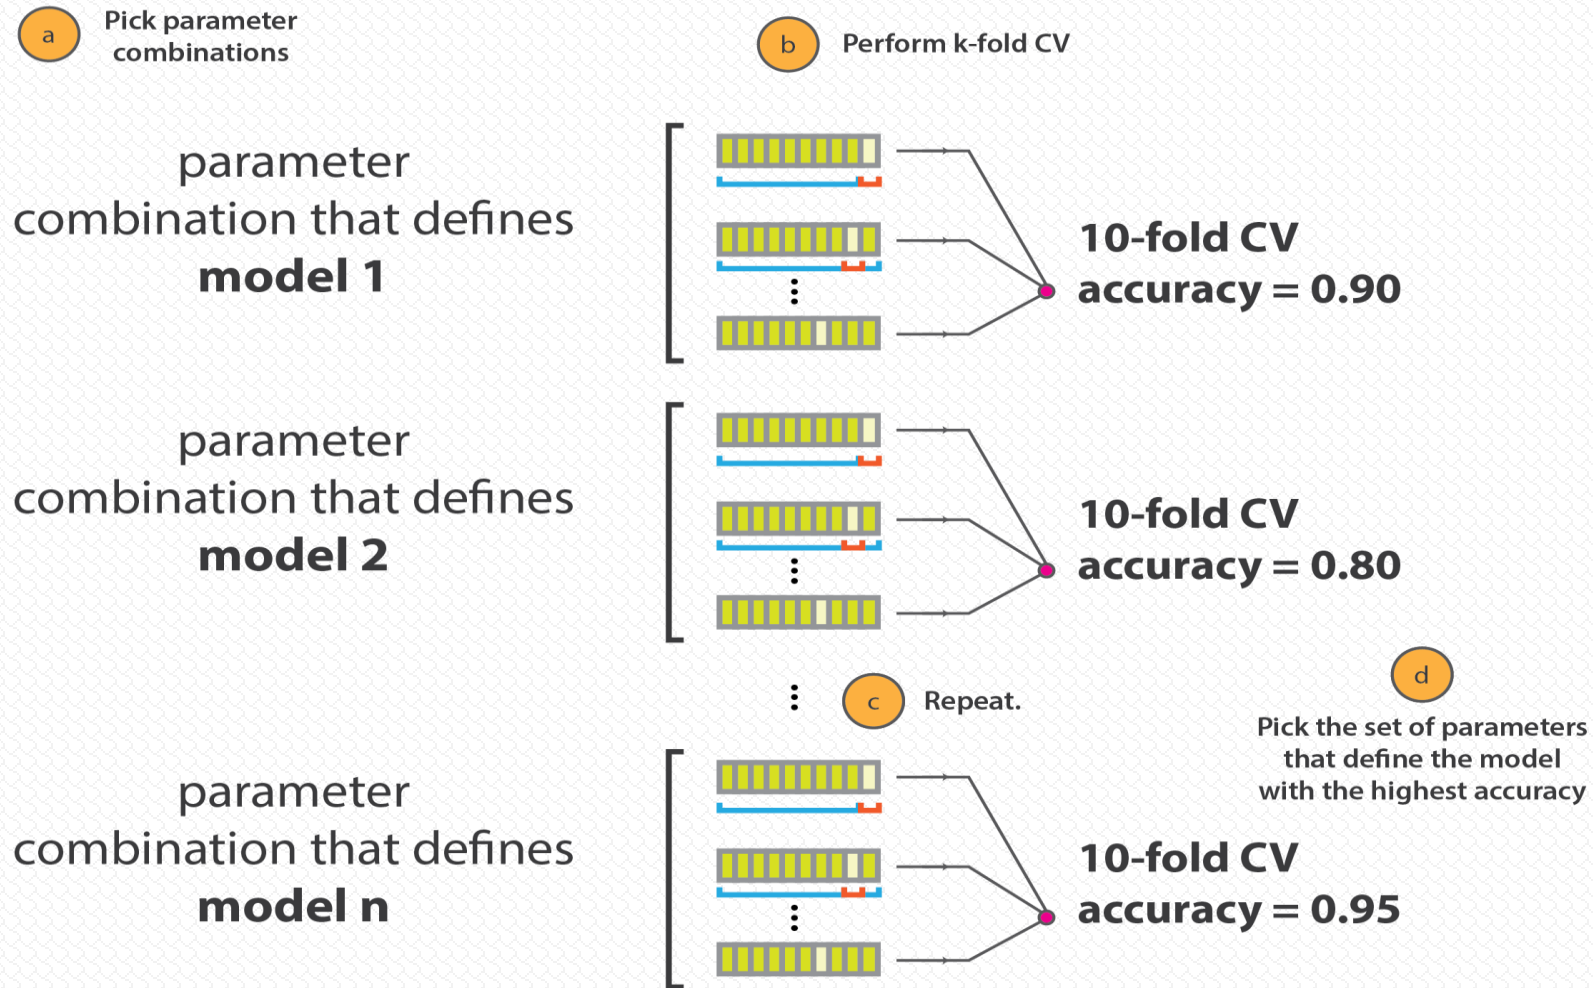 a
Pick parameter
combinations
b
Perform k-fold CV
parameter
combination that defines
model 1
10-fold CV
accuracy = 0.90
parameter
combination that defines
model 2
10-fold CV
accuracy = 0.80
c
Repeat.
d
Pick the set of parameters
that define the model
with the highest accuracy
parameter
combination that defines
model n
10-fold CV
accuracy = 0.95